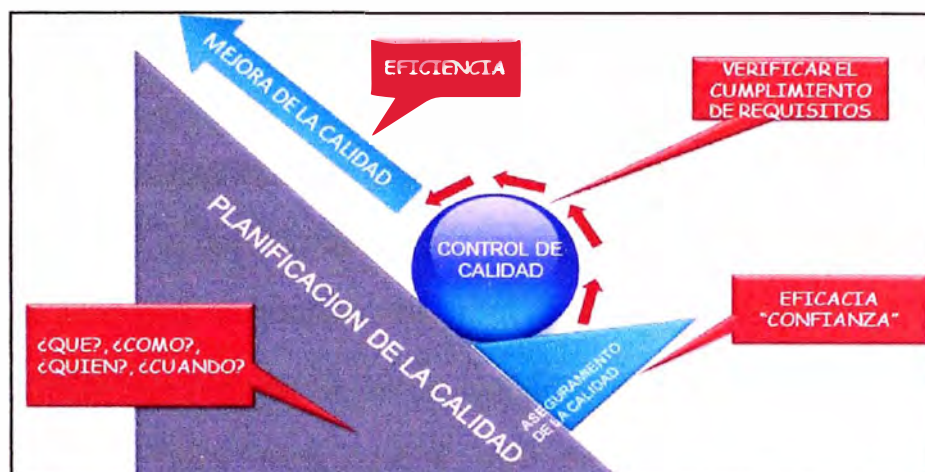 MEJORA DE LA CALIDAD
EFICIENCIA
VERIFICAR EL
CUMPLIMIENTO
DE REQUISITOS
CONTROL DE
CALIDAD
PLANIFICACION DE LA CALIDAD
EFICACIA
"CONFIANZA"
¿QUE?, ¿COMO?,
¿QUIEN?, ¿CUANDO?
ASEGURAMIENTO
DE LA CALIDAD